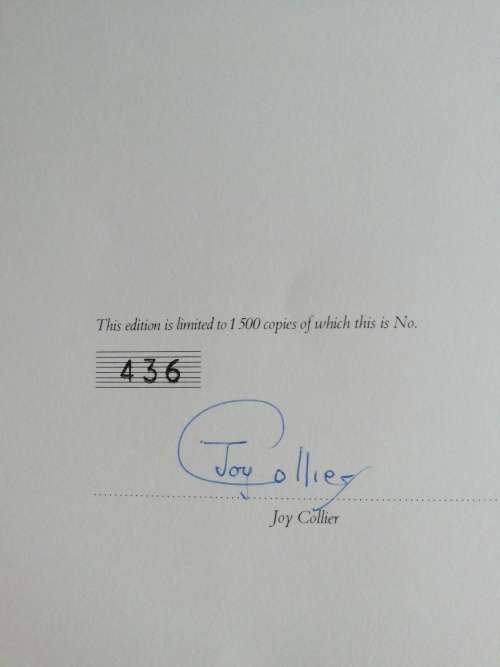 This edition is limited to 1 500 copies of which this is No.
436
Joy Collier
Joy Collier